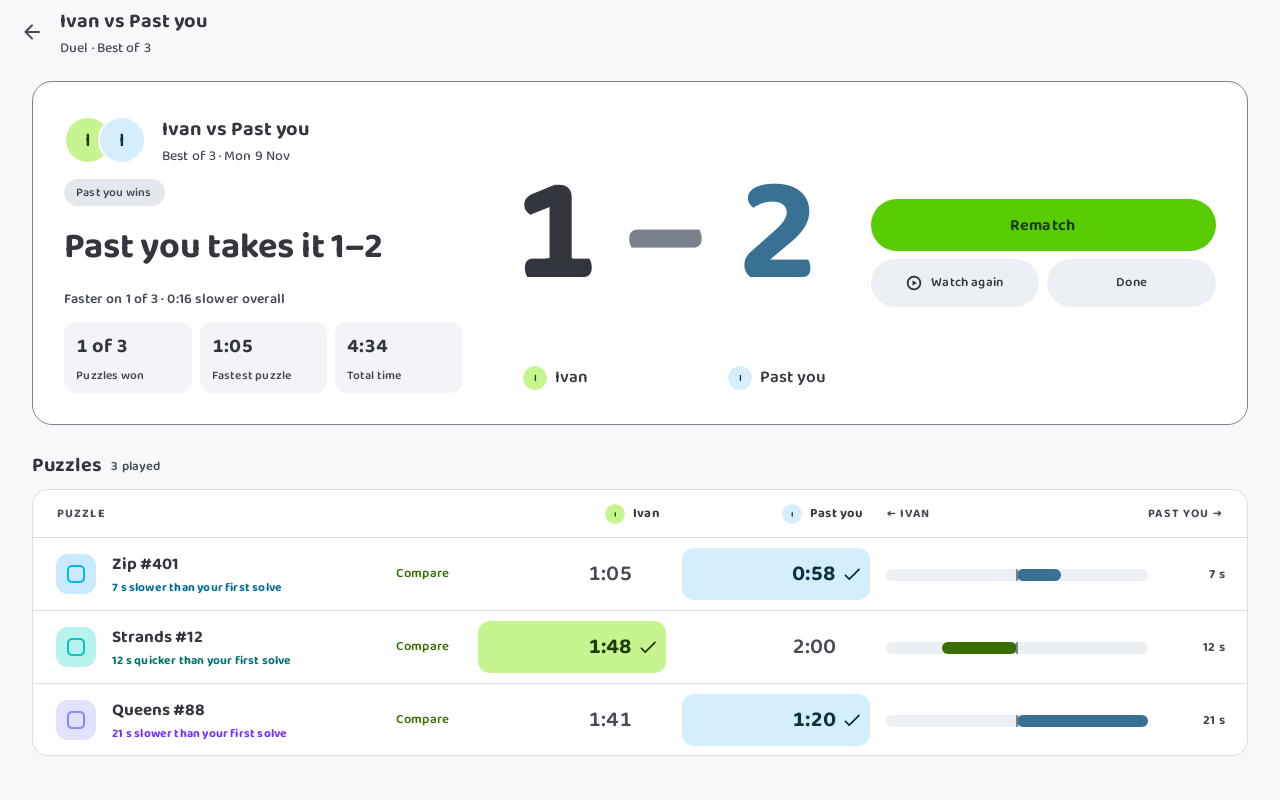 Ivan vs Past you
Duel · Best of 3
I
I
Ivan vs Past you
Best of 3 · Mon 9 Nov
Past you wins
Past you takes it 1–2
Faster on 1 of 3 · 0:16 slower overall
1 of 3
Puzzles won
1:05
Fastest puzzle
4:34
Total time
1 – 2
I Ivan
I Past you
Rematch
Watch again
Done
Puzzles 3 played
PUZZLE
I Ivan
I Past you
← IVAN
PAST YOU →
Zip #401
7 s slower than your first solve
Compare
1:05
0:58
7 s
Strands #12
12 s quicker than your first solve
Compare
1:48
2:00
12 s
Queens #88
21 s slower than your first solve
Compare
1:41
1:20
21 s